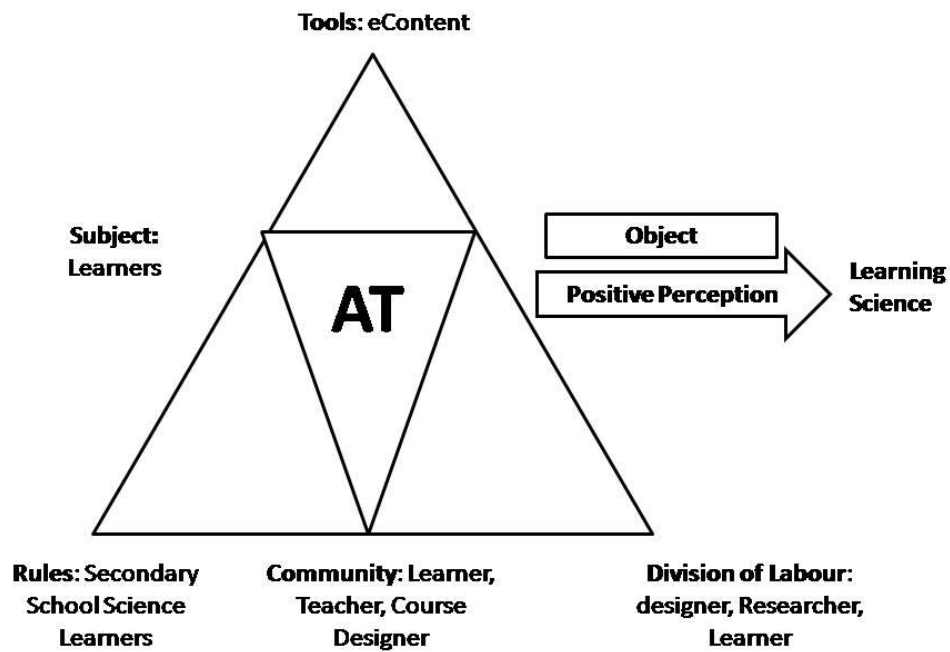 Tools: eContent
Subject:
Learners
AT
Object
Positive Perception
Learning
Science
Rules: Secondary
School Science
Learners
Community: Learner,
Teacher, Course
Designer
Division of Labour:
designer, Researcher,
Learner